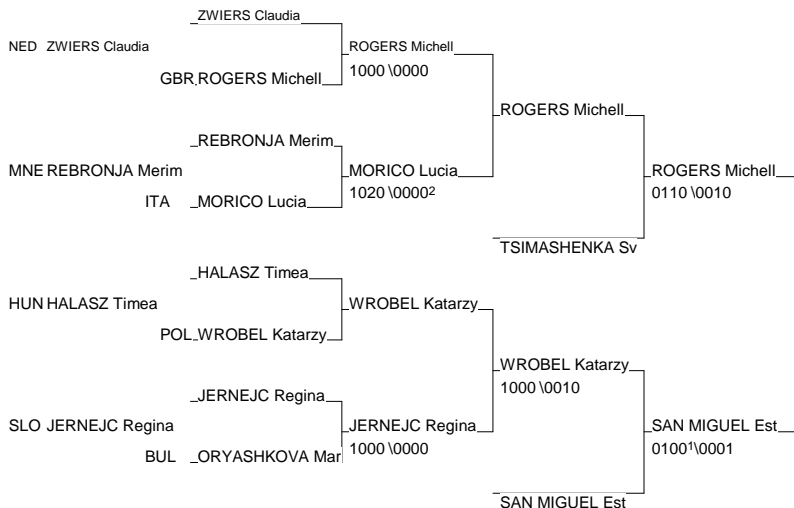 ZWIERS Claudia
NED ZWIERS Claudia
ROGERS Michell
1000 \0000
GBR ROGERS Michell
ROGERS Michell
REBRONJA Merim
MNE REBRONJA Merim
MORICO Lucia
ROGERS Michell
1020 \0000²
0110 \0010
ITA MORICO Lucia
TSIMASHENKA Sv
HALASZ Timea
HUN HALASZ Timea
WROBEL Katarzy
POL WROBEL Katarzy
WROBEL Katarzy
1000 \0010
JERNEJC Regina
SLO JERNEJC Regina
JERNEJC Regina
SAN MIGUEL Est
1000 \0000
0100¹\0001
BUL ORYASHKOVA Mar
SAN MIGUEL Est